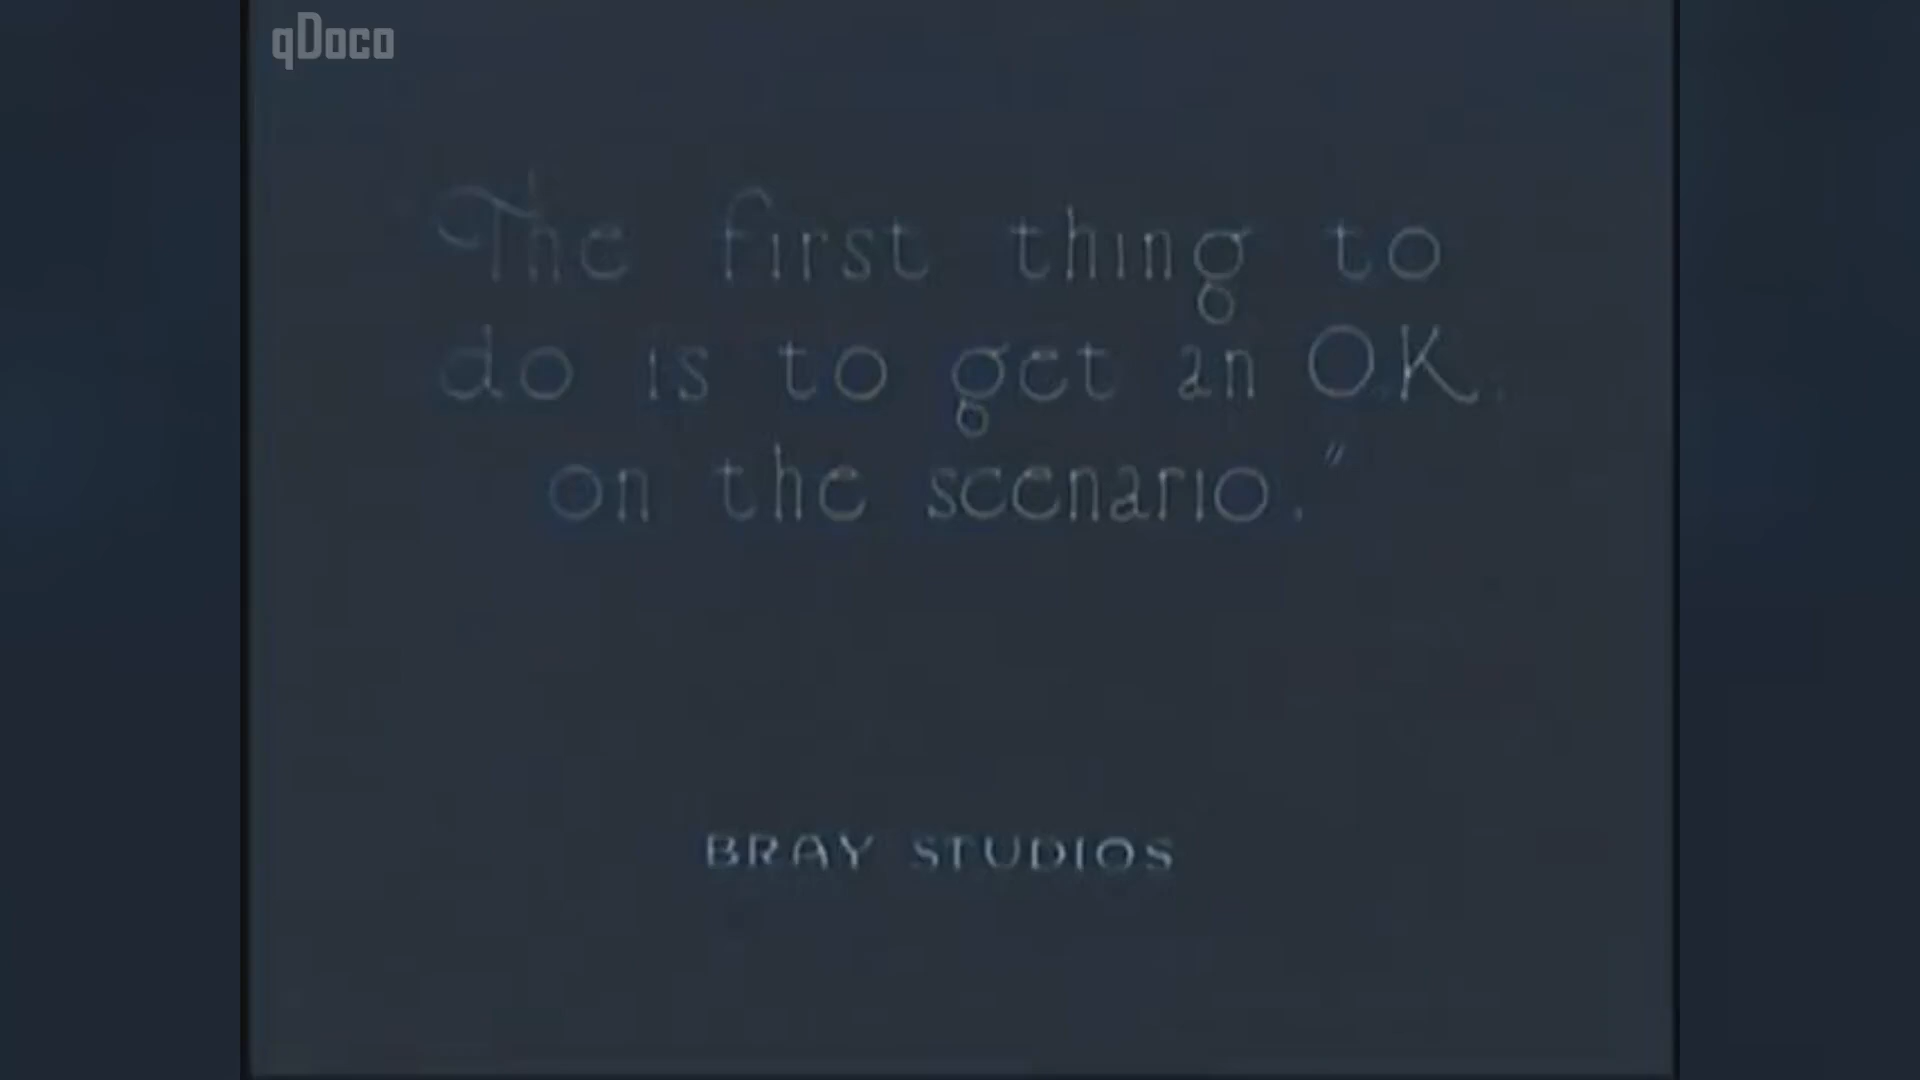 qDoco
The first thing to
do is to get an O.K.
on the scenario."
BRAY STUDIOS